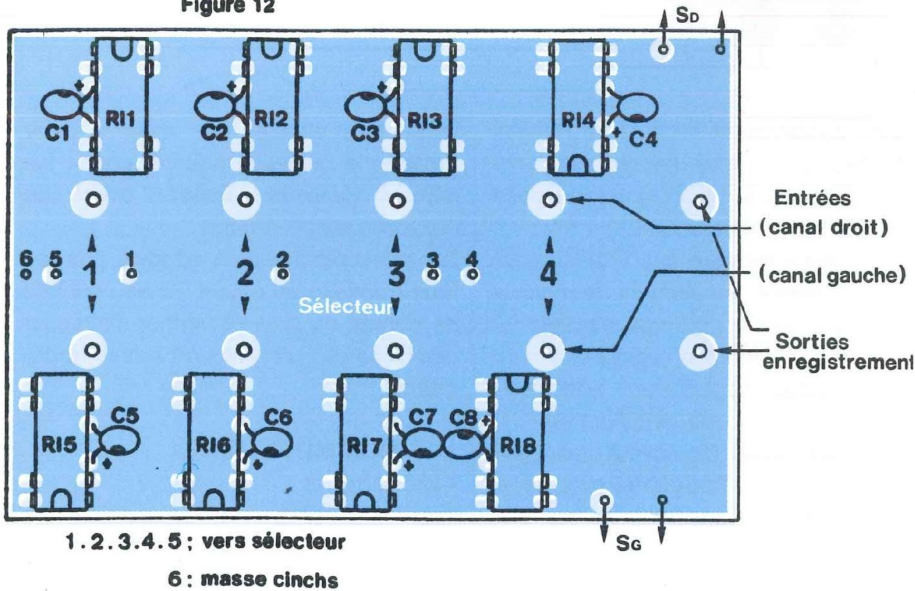 Figure 12
SD
C1 RI1 C2 RI2 C3 RI3 RI4 C4
+ + + +
Entrées
(canal droit)
6 5 1 1 2 2 3 3 4 4
(canal gauche)
Sélecteur
Sorties
enregistrement
RI5 C5 RI6 C6 RI7 C7 C8 RI8
+ + + +
SG
1.2.3.4.5; vers sélecteur
6: masse cinchs